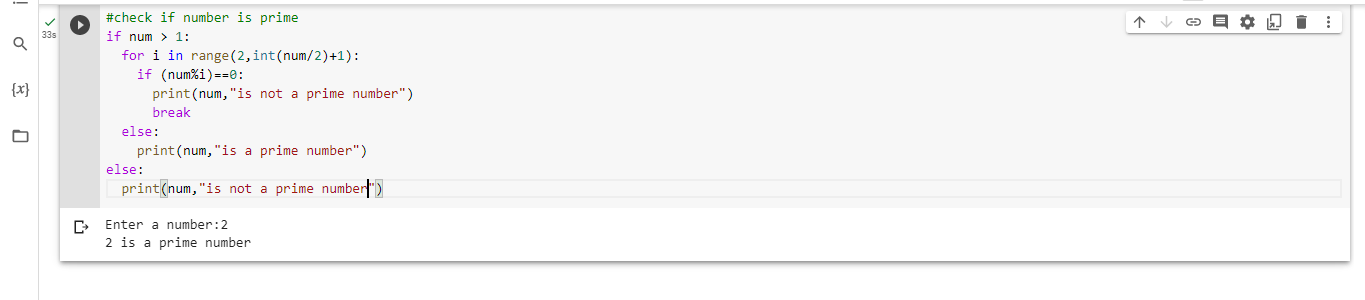 #check if number is prime
33s
if num > 1:
  for i in range(2,int(num/2)+1):
    if (num%i)==0:
      print(num,"is not a prime number")
      break
  else:
    print(num,"is a prime number")
else:
  print(num,"is not a prime number")
{x}
Enter a number:2
2 is a prime number